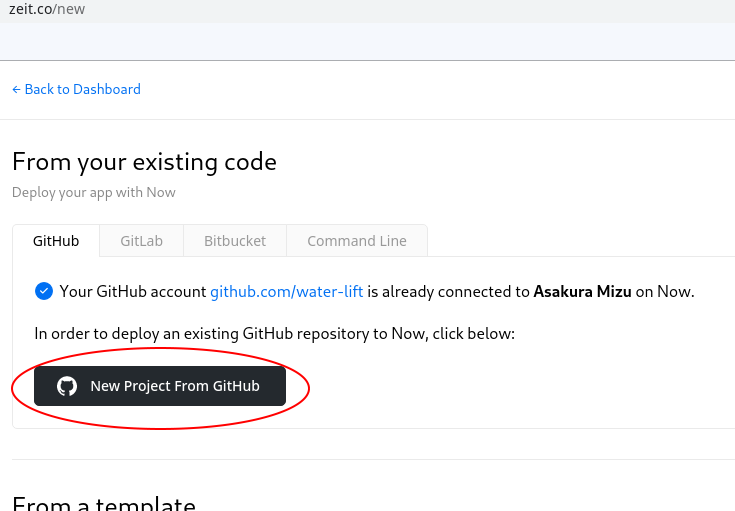 zeit.co/new
← Back to Dashboard
From your existing code
Deploy your app with Now
GitHub GitLab Bitbucket Command Line
Your GitHub account github.com/water-lift is already connected to Asakura Mizu on Now.
In order to deploy an existing GitHub repository to Now, click below:
New Project From GitHub
From a template